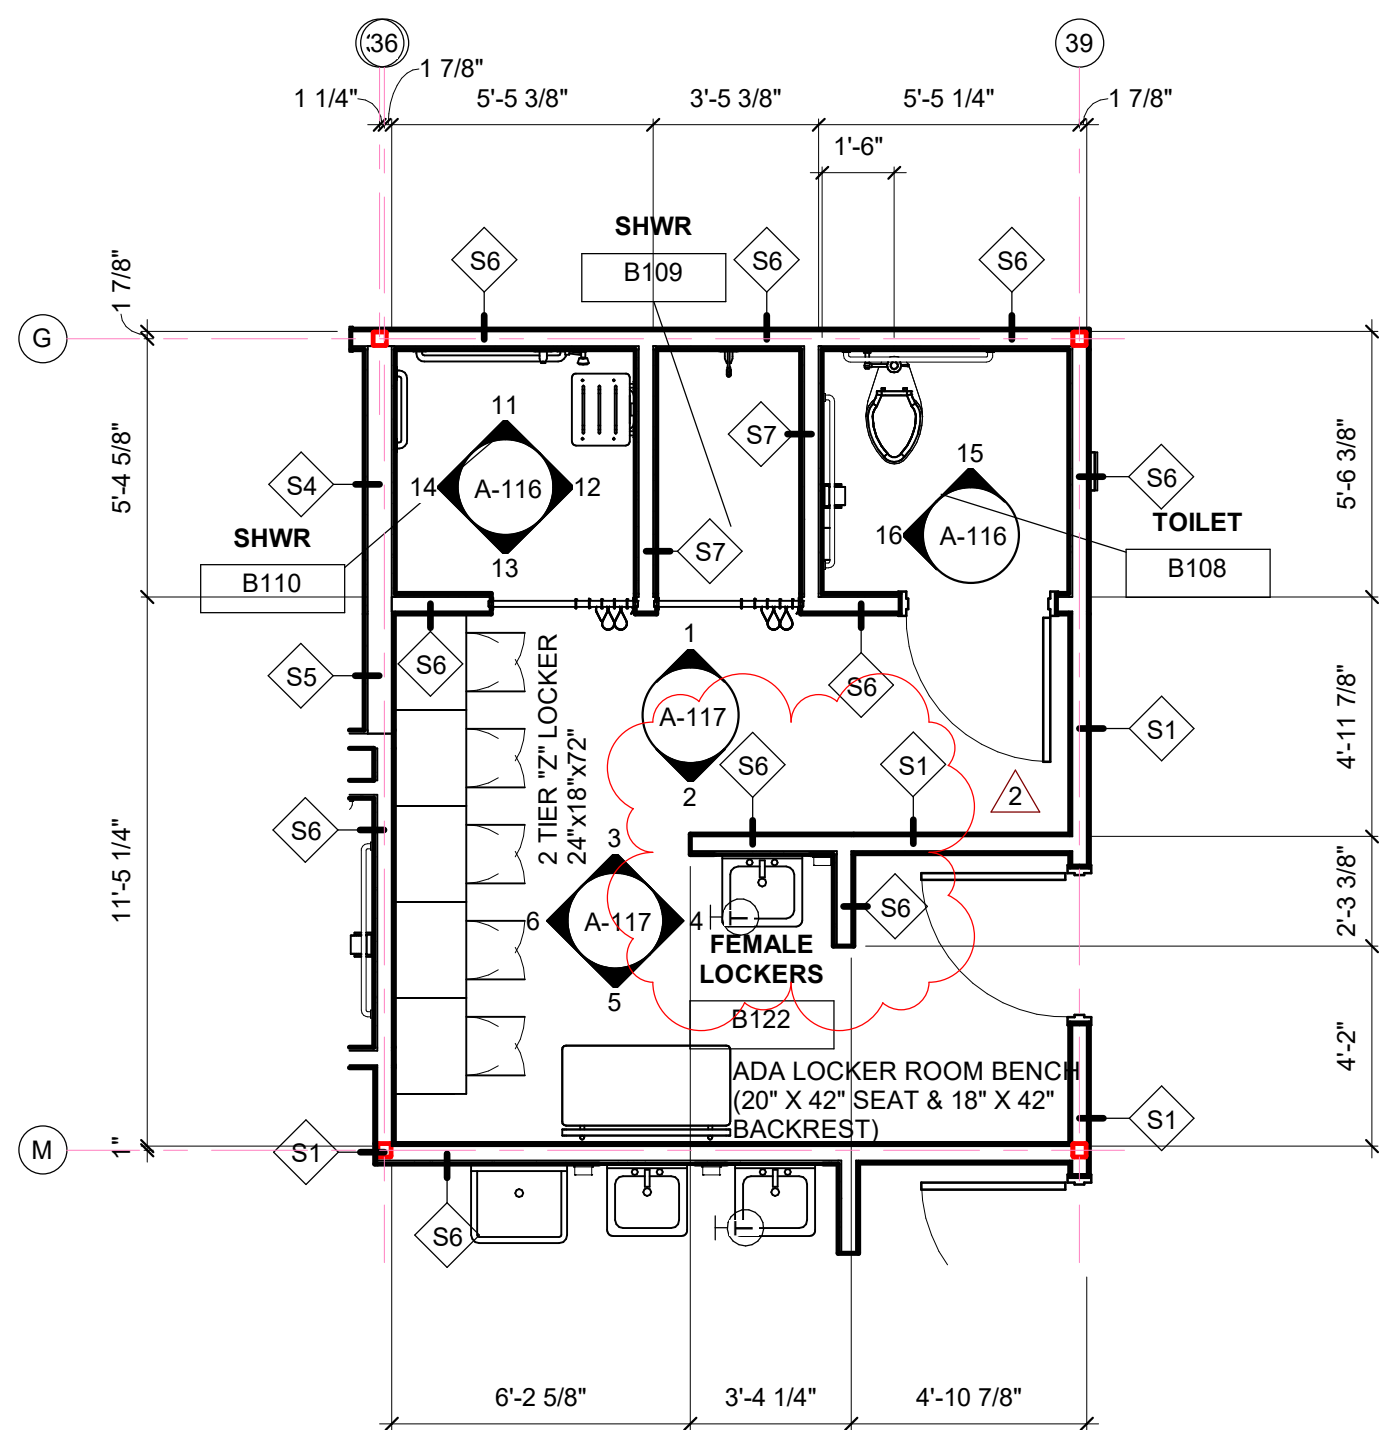 36
39
1 7/8"
1 1/4"
5'-5 3/8"
3'-5 3/8"
5'-5 1/4"
1 7/8"
1'-6"
SHWR
B109
S6
S6
S6
1 7/8"
G
11
14
A-116
12
13
S7
S7
15
16
A-116
S6
TOILET
B108
S4
5'-4 5/8"
5'-6 3/8"
SHWR
B110
S6
S5
2 TIER "Z" LOCKER
24"x18"x72"
1
A-117
2
S6
S6
S1
2
S1
4'-11 7/8"
S6
3
6
A-117
4
5
S6
FEMALE
LOCKERS
B122
11'-5 1/4"
2'-3 3/8"
4'-2"
ADA LOCKER ROOM BENCH
(20" X 42" SEAT & 18" X 42"
BACKREST)
S1
M
1"
S1
S6
6'-2 5/8"
3'-4 1/4"
4'-10 7/8"